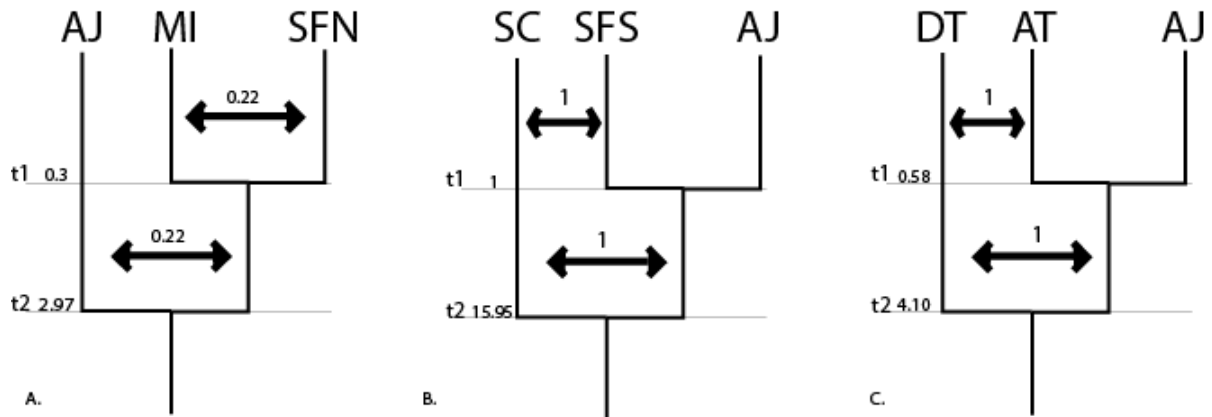 AJ MI SFN
0.22
t1 0.3
0.22
t2 2.97
A.
SC SFS AJ
1
t1 1
1
t2 15.95
B.
DT AT AJ
1
t1 0.58
1
t2 4.10
C.